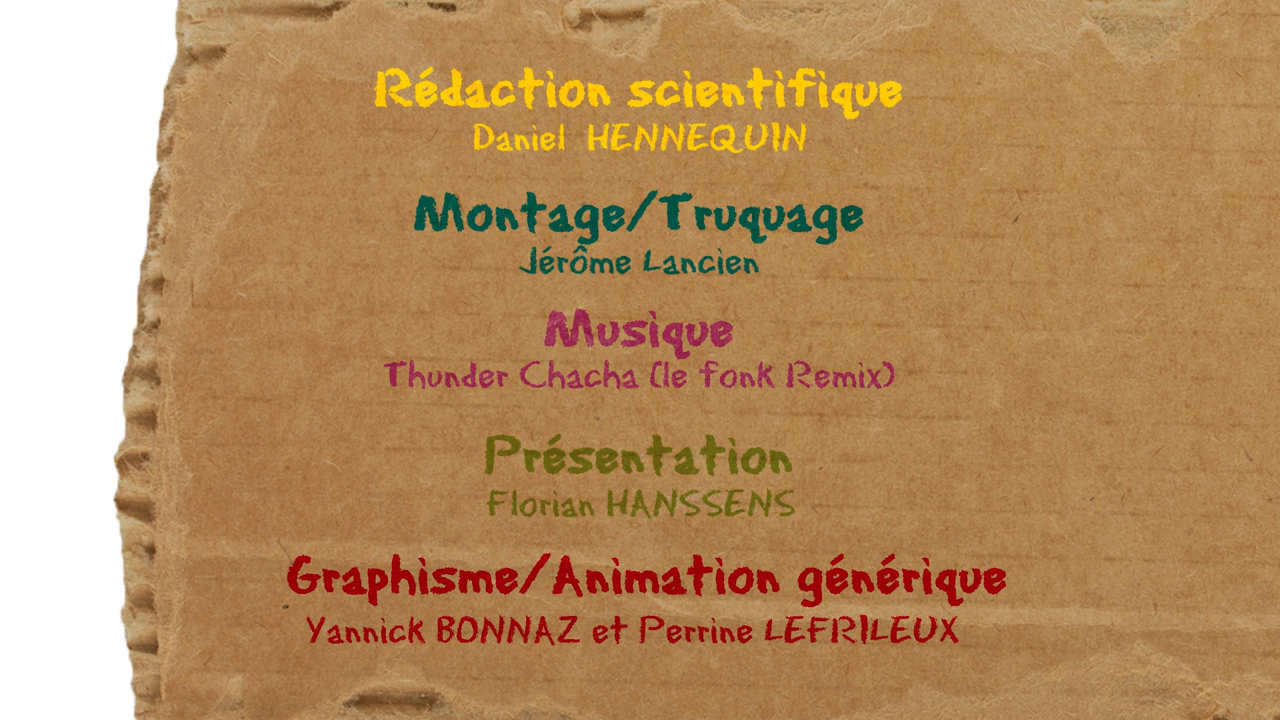 Rédaction scientifique
Daniel HENNEQUIN
Montage/Truquage
Jérôme Lancien
Musique
Thunder Chacha (le fonk Remix)
Présentation
Florian HANSSENS
Graphisme/Animation générique
Yannick BONNAZ et Perrine LEFRILEUX